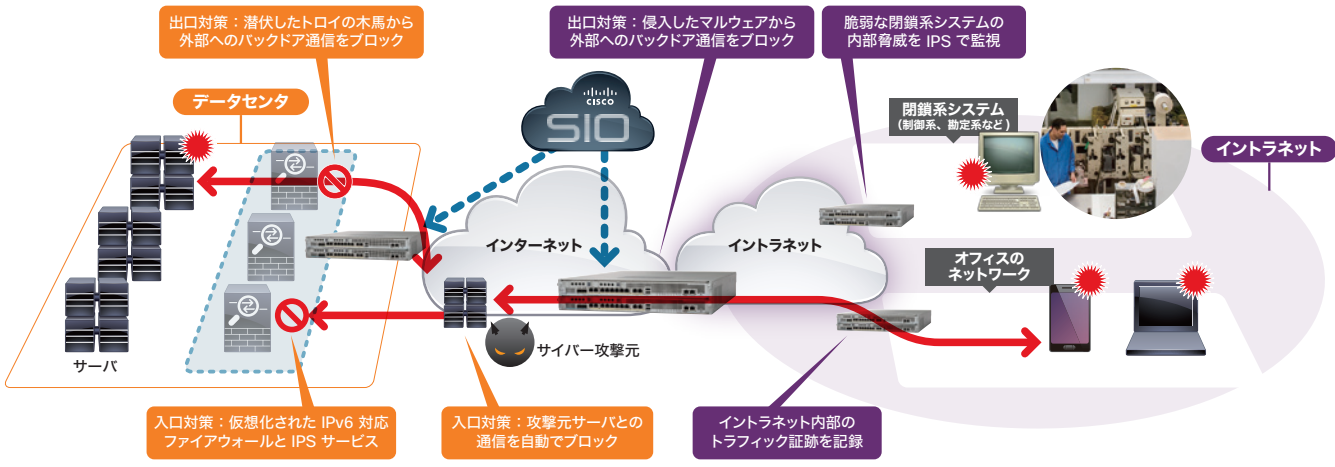 出口対策：潜伏したトロイの木馬から
外部へのバックドア通信をブロック
出口対策：侵入したマルウェアから
外部へのバックドア通信をブロック
脆弱な閉鎖系システムの
内部脅威を IPS で監視
データセンタ
CISCO
SIO
閉鎖系システム
（制御系、勘定系など）
イントラネット
インターネット
イントラネット
オフィスの
ネットワーク
サーバ
サイバー攻撃元
入口対策：仮想化された IPv6 対応
ファイアウォールと IPS サービス
入口対策：攻撃元サーバとの
通信を自動でブロック
イントラネット内部の
トラフィック証跡を記録